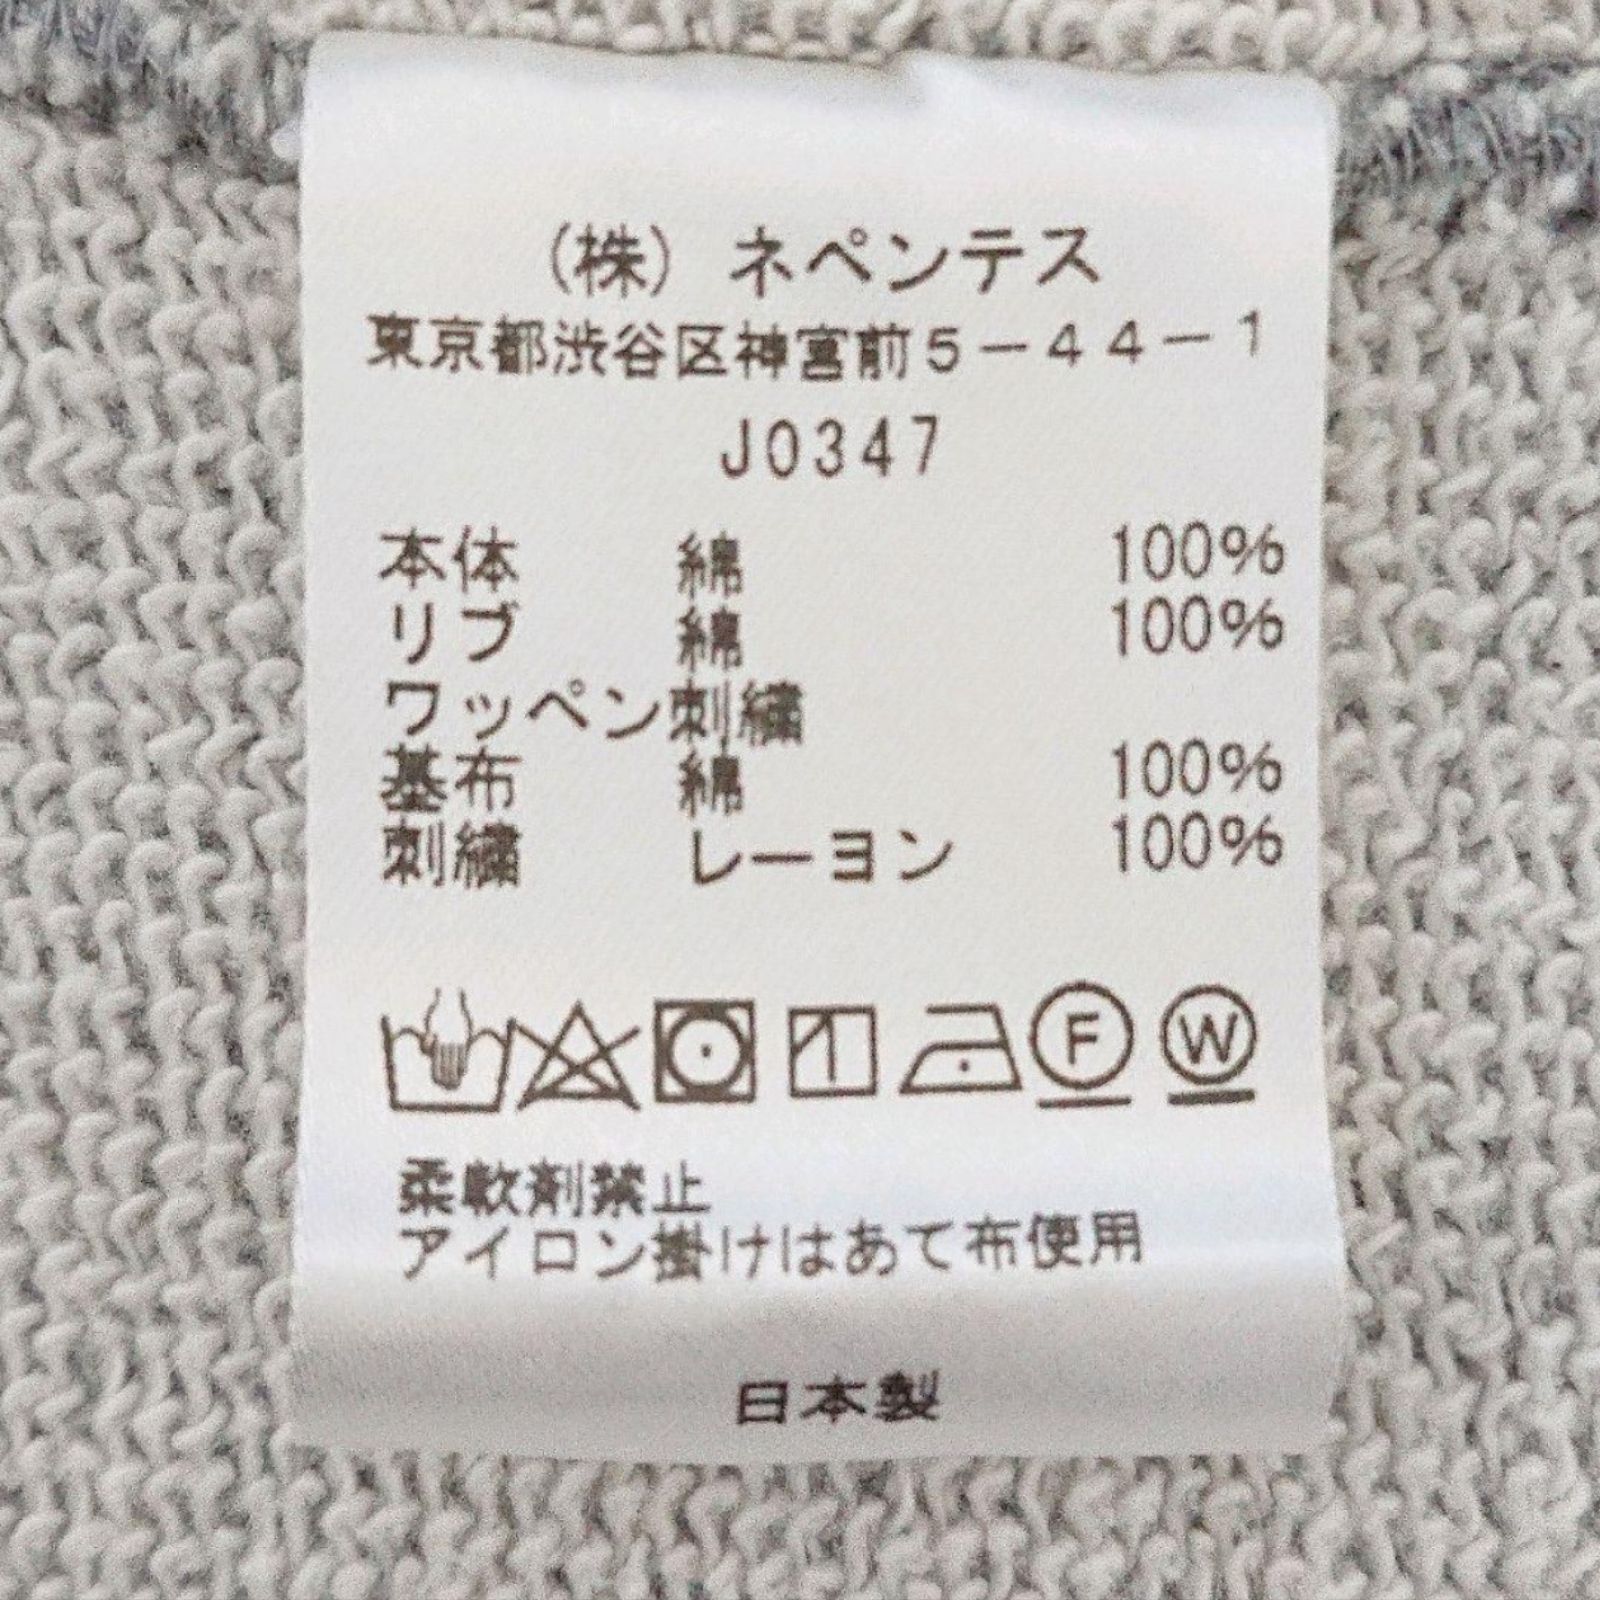 (株) ネペンテス
東京都渋谷区神宮前5-44-1
J0347
本体 綿 100%
リブ 綿 100%
ワッペン刺繍
基布 綿 100%
刺繍 レーヨン 100%
F W
柔軟剤禁止
アイロン掛けはあて布使用
日本製